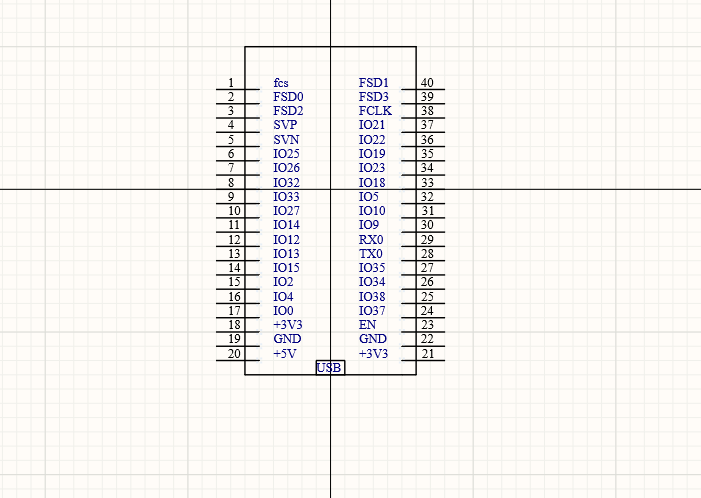 1 fcs FSD1 40
2 FSD0 FSD3 39
3 FSD2 FCLK 38
4 SVP IO21 37
5 SVN IO22 36
6 IO25 IO19 35
7 IO26 IO23 34
8 IO32 IO18 33
9 IO33 IO5 32
10 IO27 IO10 31
11 IO14 IO9 30
12 IO12 RX0 29
13 IO13 TX0 28
14 IO15 IO35 27
15 IO2 IO34 26
16 IO4 IO38 25
17 IO0 IO37 24
18 +3V3 EN 23
19 GND GND 22
20 +5V +3V3 21
USB